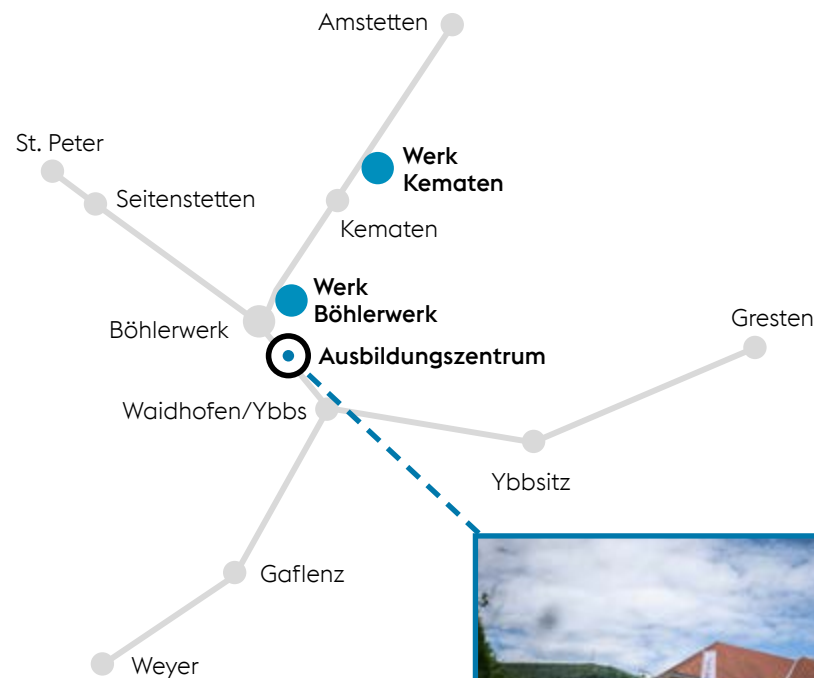 Amstetten
St. Peter
Werk
Kematen
Seitenstetten
Kematen
Werk
Böhlerwerk
Gresten
Böhlerwerk
Ausbildungszentrum
Waidhofen/Ybbs
Ybbsitz
Gaflenz
Weyer